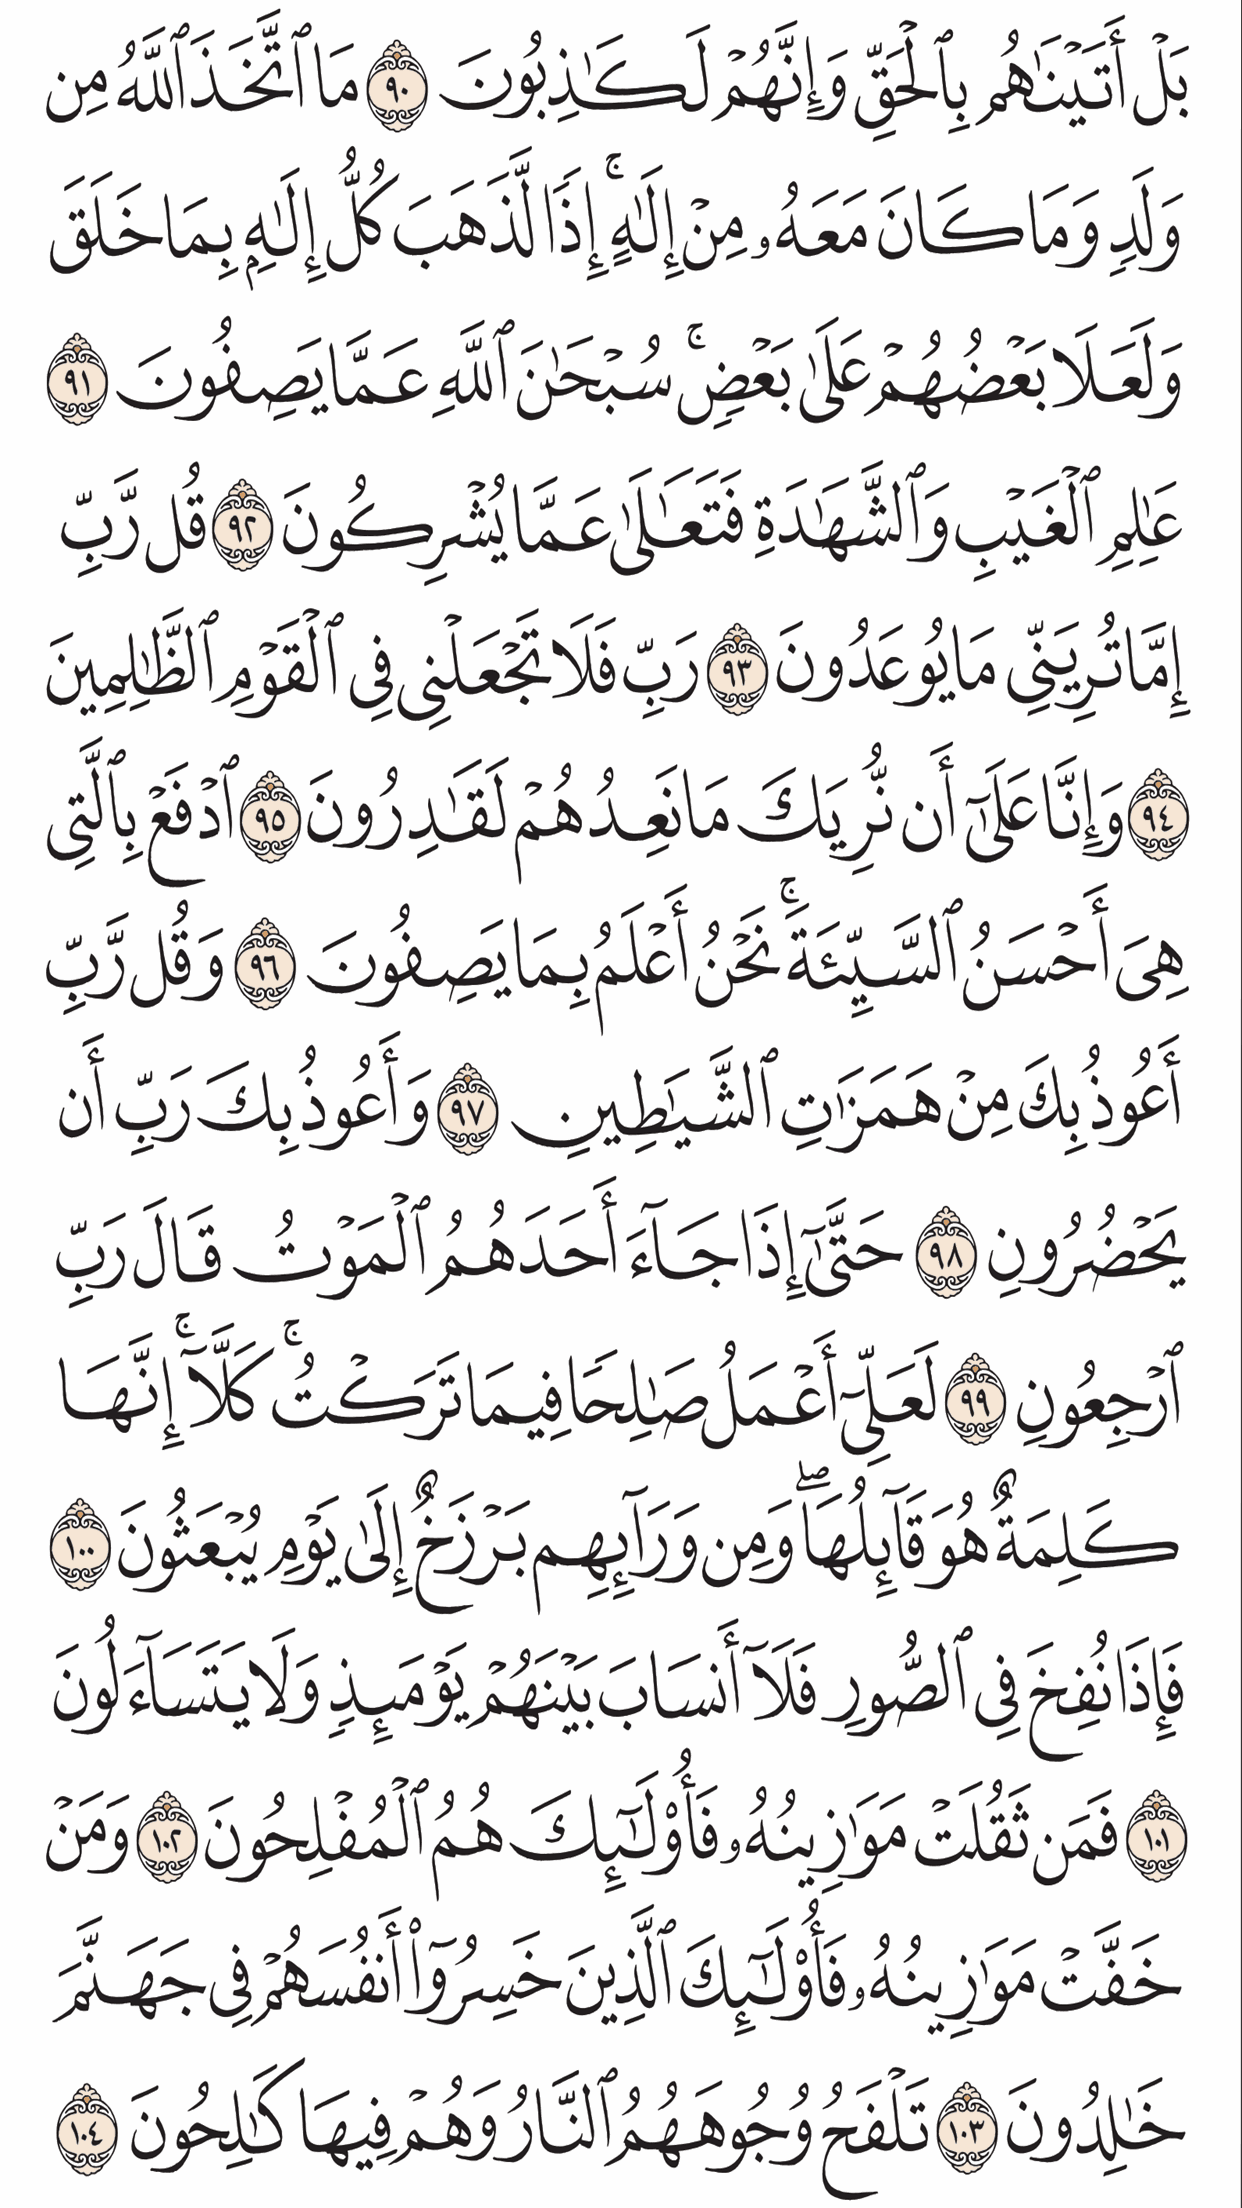 بَلۡ أَتَيۡنَٰهُم بِٱلۡحَقِّ وَإِنَّهُمۡ لَكَٰذِبُونَ ٩٠ مَا ٱتَّخَذَ ٱللَّهُ مِن
وَلَدٖ وَمَا كَانَ مَعَهُۥ مِنۡ إِلَٰهٍۚ إِذٗا لَّذَهَبَ كُلُّ إِلَٰهِۭ بِمَا خَلَقَ
وَلَعَلَا بَعۡضُهُمۡ عَلَىٰ بَعۡضٖۚ سُبۡحَٰنَ ٱللَّهِ عَمَّا يَصِفُونَ ٩١
عَٰلِمِ ٱلۡغَيۡبِ وَٱلشَّهَٰدَةِ فَتَعَٰلَىٰ عَمَّا يُشۡرِكُونَ ٩٢ قُل رَّبِّ
إِمَّا تُرِيَنِّي مَا يُوعَدُونَ ٩٣ رَبِّ فَلَا تَجۡعَلۡنِي فِي ٱلۡقَوۡمِ ٱلظَّٰلِمِينَ
٩٤ وَإِنَّا عَلَىٰٓ أَن نُّرِيَكَ مَا نَعِدُهُمۡ لَقَٰدِرُونَ ٩٥ ٱدۡفَعۡ بِٱلَّتِي
هِيَ أَحۡسَنُ ٱلسَّيِّئَةَۚ نَحۡنُ أَعۡلَمُ بِمَا يَصِفُونَ ٩٦ وَقُل رَّبِّ
أَعُوذُ بِكَ مِنۡ هَمَزَٰتِ ٱلشَّيَٰطِينِ ٩٧ وَأَعُوذُ بِكَ رَبِّ أَن
يَحۡضُرُونِ ٩٨ حَتَّىٰٓ إِذَا جَآءَ أَحَدَهُمُ ٱلۡمَوۡتُ قَالَ رَبِّ
ٱرۡجِعُونِ ٩٩ لَعَلِّيٓ أَعۡمَلُ صَٰلِحٗا فِيمَا تَرَكۡتُۚ كَلَّآۚ إِنَّهَا
كَلِمَةٌ هُوَ قَآئِلُهَاۖ وَمِن وَرَآئِهِم بَرۡزَخٌ إِلَىٰ يَوۡمِ يُبۡعَثُونَ ١٠٠
فَإِذَا نُفِخَ فِي ٱلصُّورِ فَلَآ أَنسَابَ بَيۡنَهُمۡ يَوۡمَئِذٖ وَلَا يَتَسَآءَلُونَ
١٠١ فَمَن ثَقُلَتۡ مَوَٰزِينُهُۥ فَأُوْلَٰٓئِكَ هُمُ ٱلۡمُفۡلِحُونَ ١٠٢ وَمَنۡ
خَفَّتۡ مَوَٰزِينُهُۥ فَأُوْلَٰٓئِكَ ٱلَّذِينَ خَسِرُوٓاْ أَنفُسَهُمۡ فِي جَهَنَّمَ
خَٰلِدُونَ ١٠٣ تَلۡفَحُ وُجُوهَهُمُ ٱلنَّارُ وَهُمۡ فِيهَا كَٰلِحُونَ ١٠٤